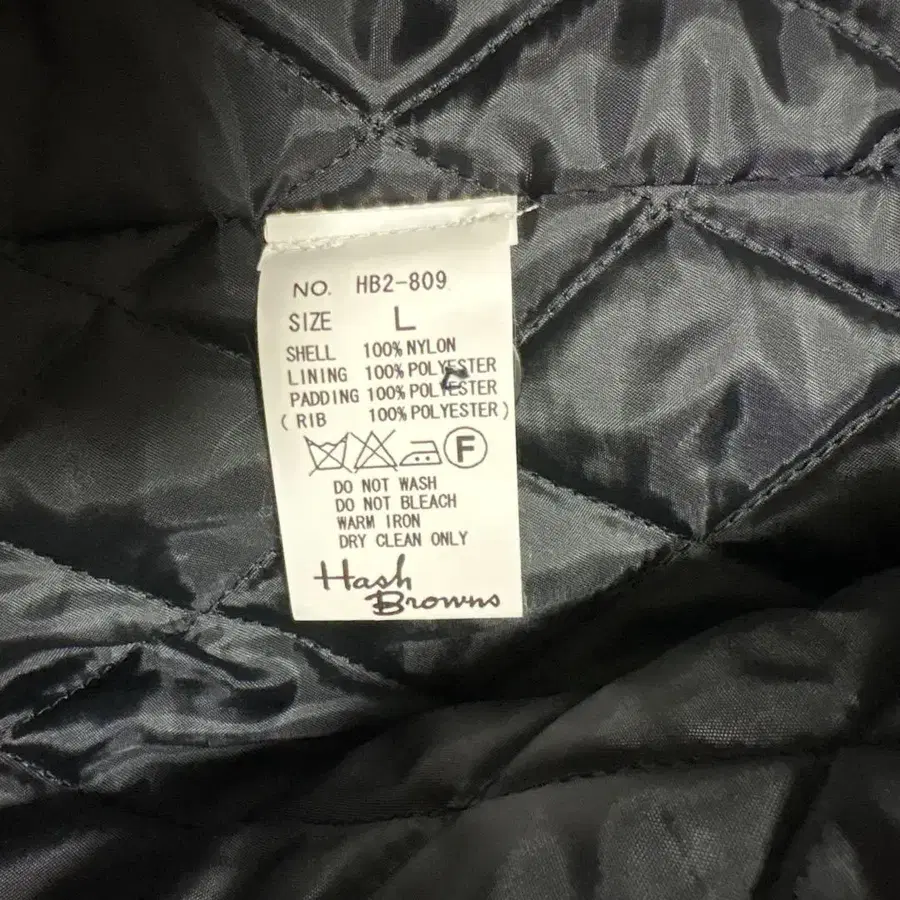 NO. HB2-809
SIZE L
SHELL 100% NYLON
LINING 100% POLYESTER
PADDING 100% POLYESTER
( RIB 100% POLYESTER )
F
DO NOT WASH
DO NOT BLEACH
WARM IRON
DRY CLEAN ONLY
Hash
Browns